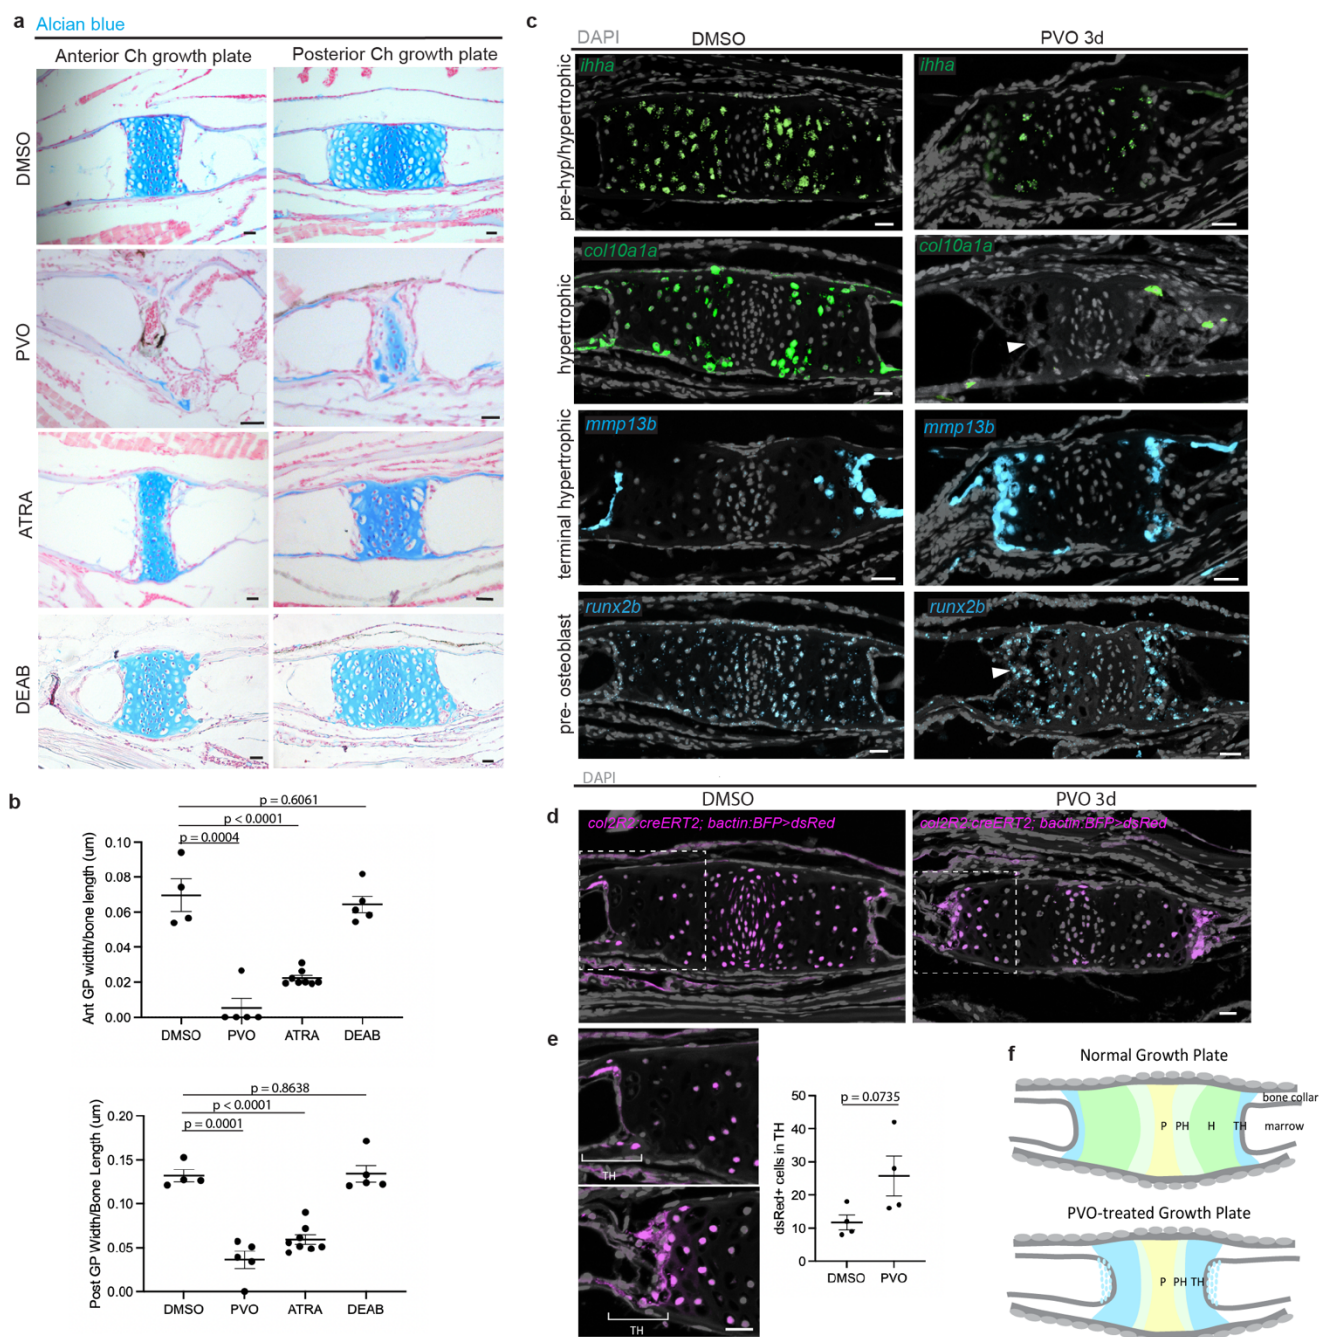 a
Alcian blue
Anterior Ch growth plate
Posterior Ch growth plate
DMSO
PVO
ATRA
DEAB
b
p = 0.6061
p < 0.0001
p = 0.0004
Ant GP width/bone length (um)
0.10
0.08
0.06
0.04
0.02
0.00
DMSO PVO ATRA DEAB
p = 0.8638
p < 0.0001
p = 0.0001
Post GP Width/Bone Length (um)
0.20
0.15
0.10
0.05
0.00
DMSO PVO ATRA DEAB
c
DAPI
DMSO
PVO 3d
pre-hyp/hypertrophic
ihha
ihha
hypertrophic
col10a1a
col10a1a
terminal hypertrophic
mmp13b
mmp13b
pre- osteoblast
runx2b
runx2b
DAPI
DMSO
PVO 3d
d
col2R2:creERT2; bactin:BFP>dsRed
col2R2:creERT2; bactin:BFP>dsRed
e
TH
TH
p = 0.0735
dsRed+ cells in TH
50
40
30
20
10
0
DMSO PVO
f
Normal Growth Plate
bone collar
P PH H TH marrow
PVO-treated Growth Plate
P PH TH